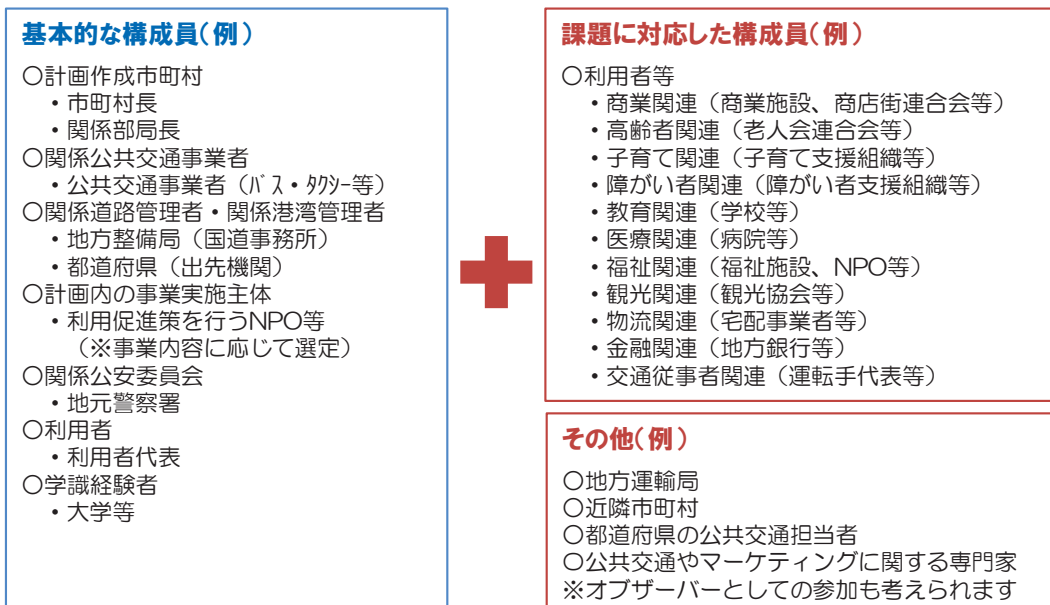 基本的な構成員（例）
〇計画作成市町村
・市町村長
・関係部局長
〇関係公共交通事業者
・公共交通事業者（ﾊﾞｽ・ﾀｸｼｰ等）
〇関係道路管理者・関係港湾管理者
・地方整備局（国道事務所）
・都道府県（出先機関）
〇計画内の事業実施主体
・利用促進策を行うNPO等
（※事業内容に応じて選定）
〇関係公安委員会
・地元警察署
〇利用者
・利用者代表
〇学識経験者
・大学等
課題に対応した構成員（例）
〇利用者等
・商業関連（商業施設、商店街連合会等）
・高齢者関連（老人会連合会等）
・子育て関連（子育て支援組織等）
・障がい者関連（障がい者支援組織等）
・教育関連（学校等）
・医療関連（病院等）
・福祉関連（福祉施設、NPO等）
・観光関連（観光協会等）
・物流関連（宅配事業者等）
・金融関連（地方銀行等）
・交通従事者関連（運転手代表等）
その他（例）
〇地方運輸局
〇近隣市町村
〇都道府県の公共交通担当者
〇公共交通やマーケティングに関する専門家
※オブザーバーとしての参加も考えられます